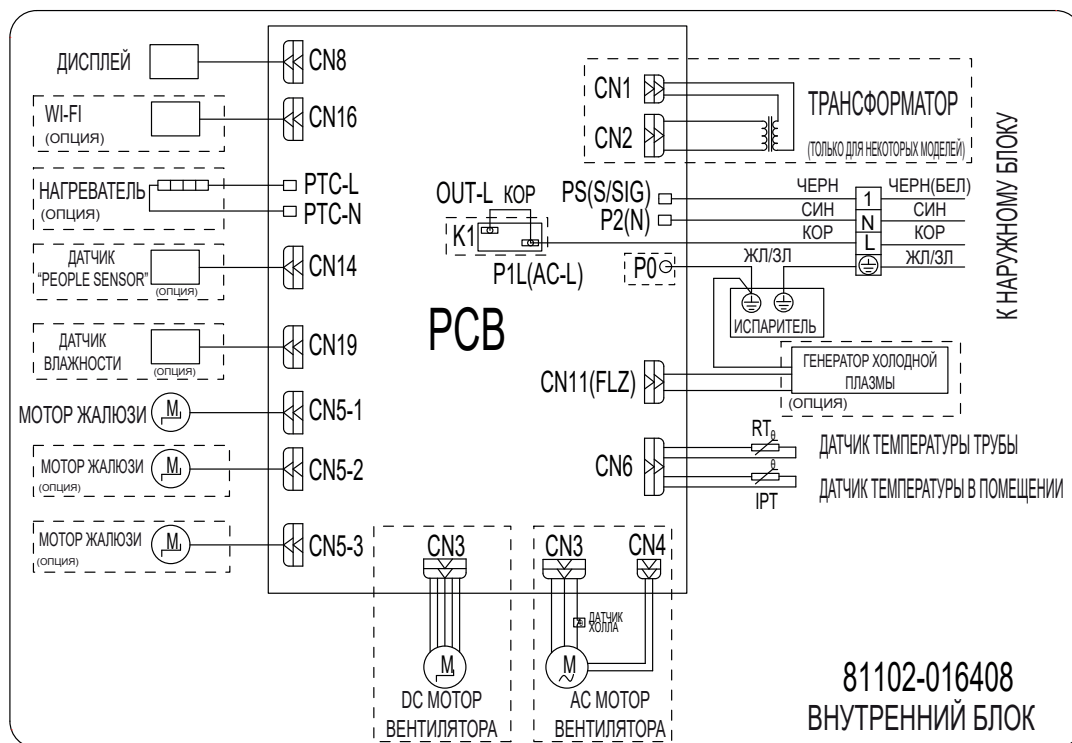 ДИСПЛЕЙ
CN8
WI-FI
(ОПЦИЯ)
CN16
НАГРЕВАТЕЛЬ
(ОПЦИЯ)
PTC-L
PTC-N
ДАТЧИК
“PEOPLE SENSOR”
(ОПЦИЯ)
CN14
ДАТЧИК
ВЛАЖНОСТИ
(ОПЦИЯ)
CN19
МОТОР ЖАЛЮЗИ
M
CN5-1
МОТОР ЖАЛЮЗИ
(ОПЦИЯ)
M
CN5-2
МОТОР ЖАЛЮЗИ
(ОПЦИЯ)
M
CN5-3
PCB
OUT-L КОР
K1
P1L(AC-L)
CN1
CN2
ТРАНСФОРМАТОР
(ТОЛЬКО ДЛЯ НЕКОТОРЫХ МОДЕЛЕЙ)
PS(S/SIG)
P2(N)
P0
ЧЕРН 1 ЧЕРН(БЕЛ)
СИН N СИН
КОР L КОР
ЖЛ/ЗЛ ЖЛ/ЗЛ
К НАРУЖНОМУ БЛОКУ
ИСПАРИТЕЛЬ
CN11(FLZ)
ГЕНЕРАТОР ХОЛОДНОЙ
ПЛАЗМЫ
(ОПЦИЯ)
CN6
RT θ
ДАТЧИК ТЕМПЕРАТУРЫ ТРУБЫ
θ
IPT
ДАТЧИК ТЕМПЕРАТУРЫ В ПОМЕЩЕНИИ
CN3
M
DC МОТОР
ВЕНТИЛЯТОРА
CN3 CN4
ДАТЧИК
ХОЛЛА
M
AC МОТОР
ВЕНТИЛЯТОРА
81102-016408
ВНУТРЕННИЙ БЛОК